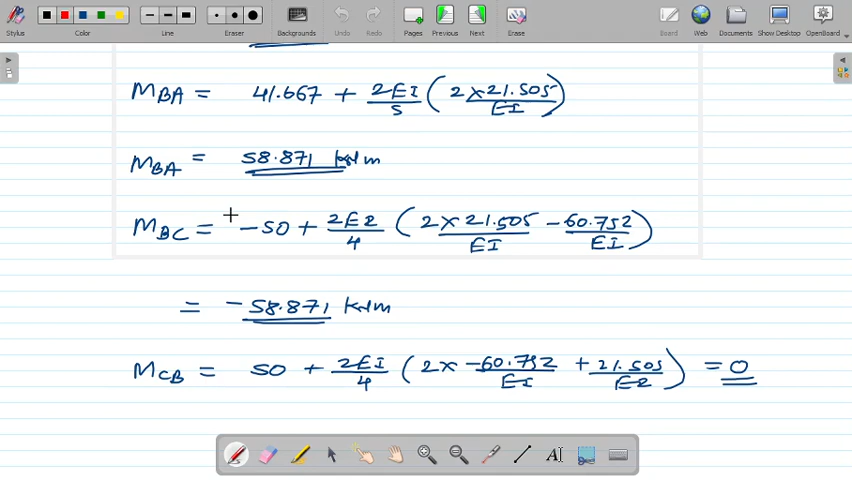 Stylus Color Line Eraser Backgrounds Undo Redo Pages Previous Next Erase Board Web Documents Show Desktop OpenBoard
MBA = 41.667 + 2EI/5 (2×21.505/EI)
MBA = 58.871 kNm
MBC = -50 + 2EI/4 (2×21.505/EI - 60.752/EI)
= -58.871 kNm
MCB = 50 + 2EI/4 (2× -60.752/EI + 21.505/EI) = 0